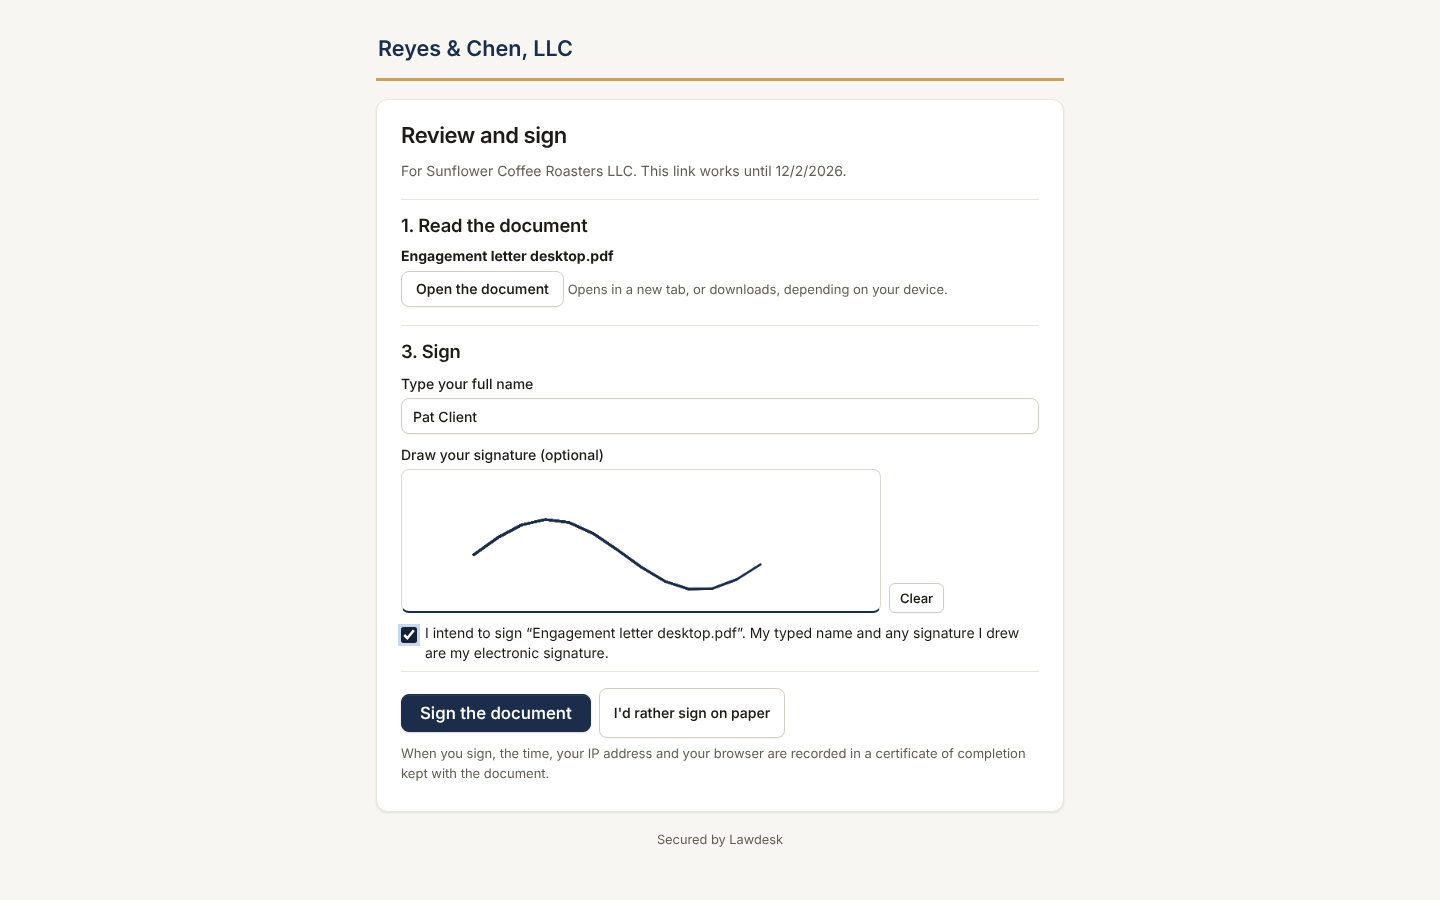 Reyes & Chen, LLC
Review and sign
For Sunflower Coffee Roasters LLC. This link works until 12/2/2026.
1. Read the document
Engagement letter desktop.pdf
Open the document Opens in a new tab, or downloads, depending on your device.
3. Sign
Type your full name
Pat Client
Draw your signature (optional)
Clear
I intend to sign “Engagement letter desktop.pdf”. My typed name and any signature I drew
are my electronic signature.
Sign the document I'd rather sign on paper
When you sign, the time, your IP address and your browser are recorded in a certificate of completion
kept with the document.
Secured by Lawdesk